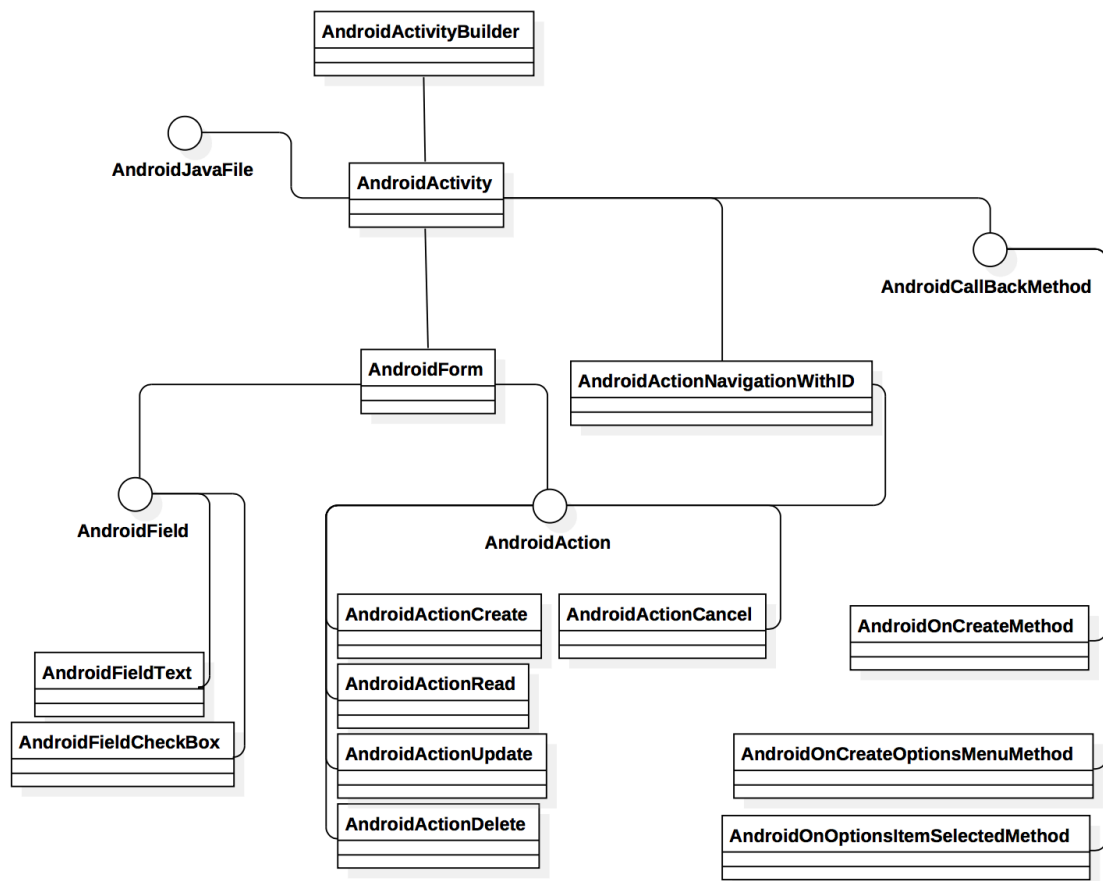 AndroidActivityBuilder
AndroidJavaFile
AndroidActivity
AndroidCallBackMethod
AndroidForm
AndroidActionNavigationWithID
AndroidField
AndroidAction
AndroidActionCreate
AndroidActionCancel
AndroidOnCreateMethod
AndroidFieldText
AndroidActionRead
AndroidFieldCheckBox
AndroidActionUpdate
AndroidOnCreateOptionsMenuMethod
AndroidActionDelete
AndroidOnOptionsItemSelectedMethod